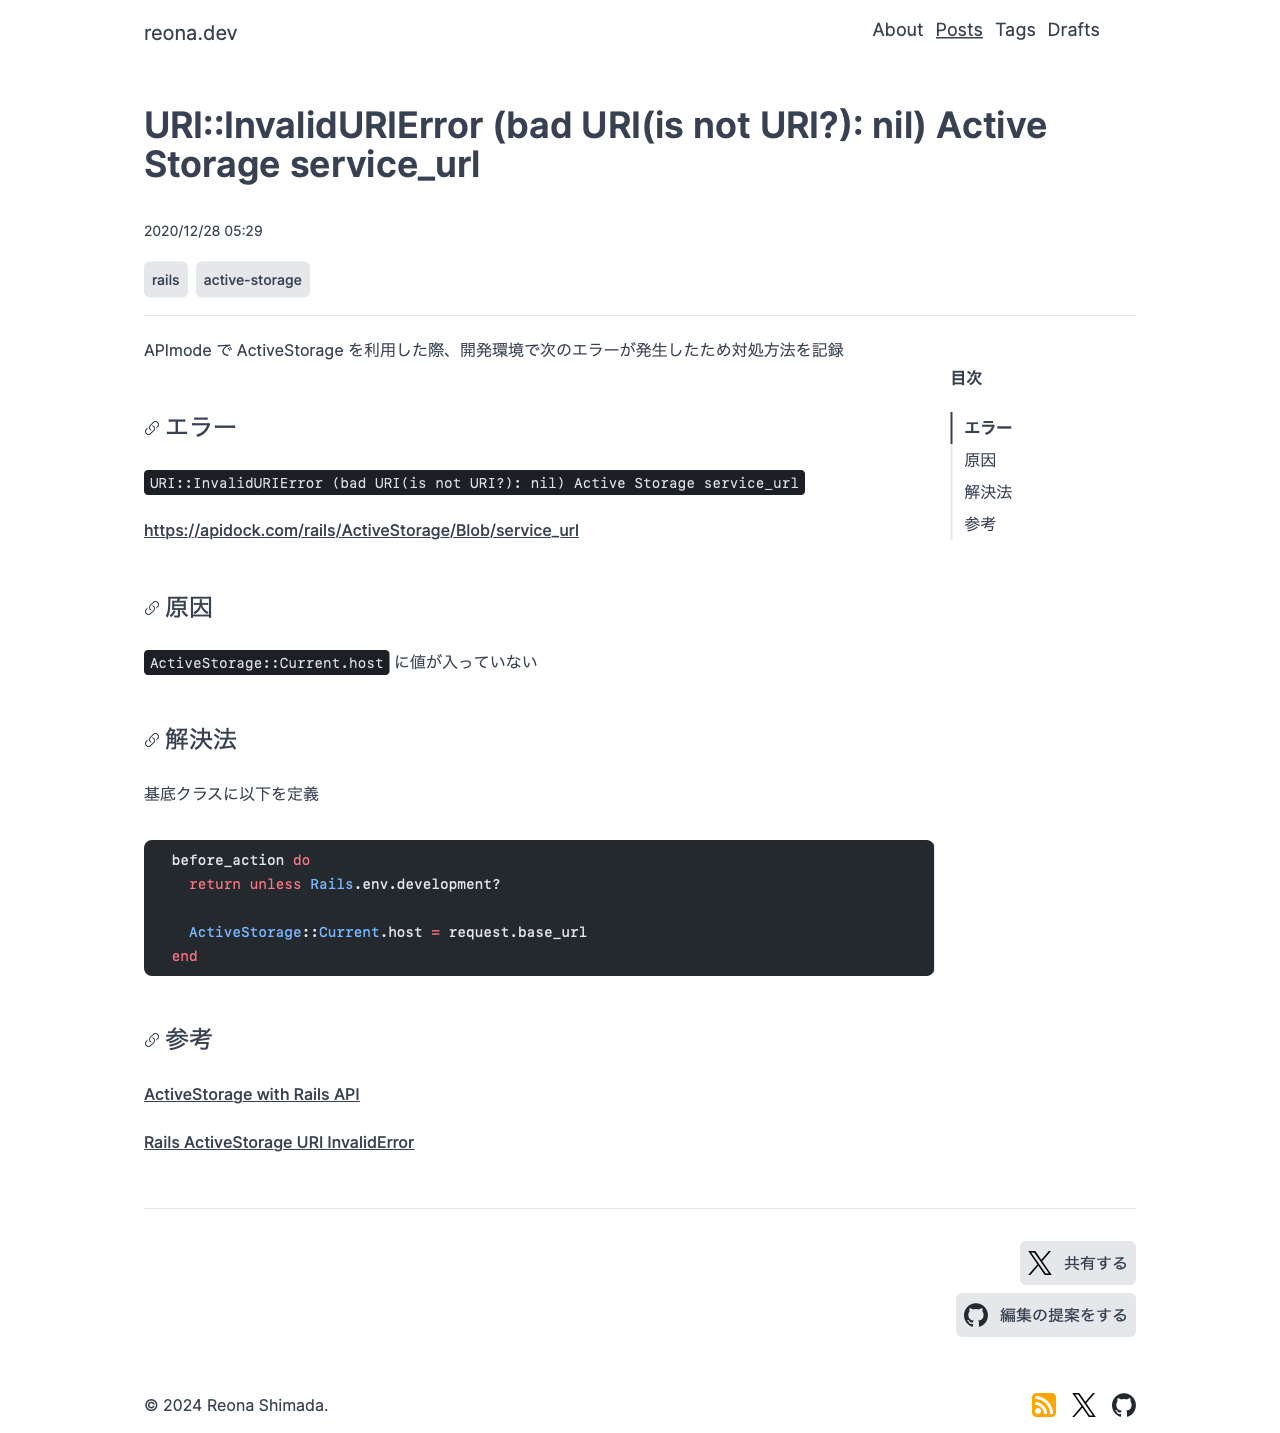 reona.dev
About Posts Tags Drafts
URI::InvalidURIError (bad URI(is not URI?): nil) Active
Storage service_url
2020/12/28 05:29
rails active-storage
APImode で ActiveStorage を利用した際、開発環境で次のエラーが発生したため対処方法を記録
目次
エラー
原因
解決法
参考
エラー
URI::InvalidURIError (bad URI(is not URI?): nil) Active Storage service_url
https://apidock.com/rails/ActiveStorage/Blob/service_url
原因
ActiveStorage::Current.host に値が入っていない
解決法
基底クラスに以下を定義
before_action do
  return unless Rails.env.development?
  ActiveStorage::Current.host = request.base_url
end
参考
ActiveStorage with Rails API
Rails ActiveStorage URI InvalidError
共有する
編集の提案をする
© 2024 Reona Shimada.